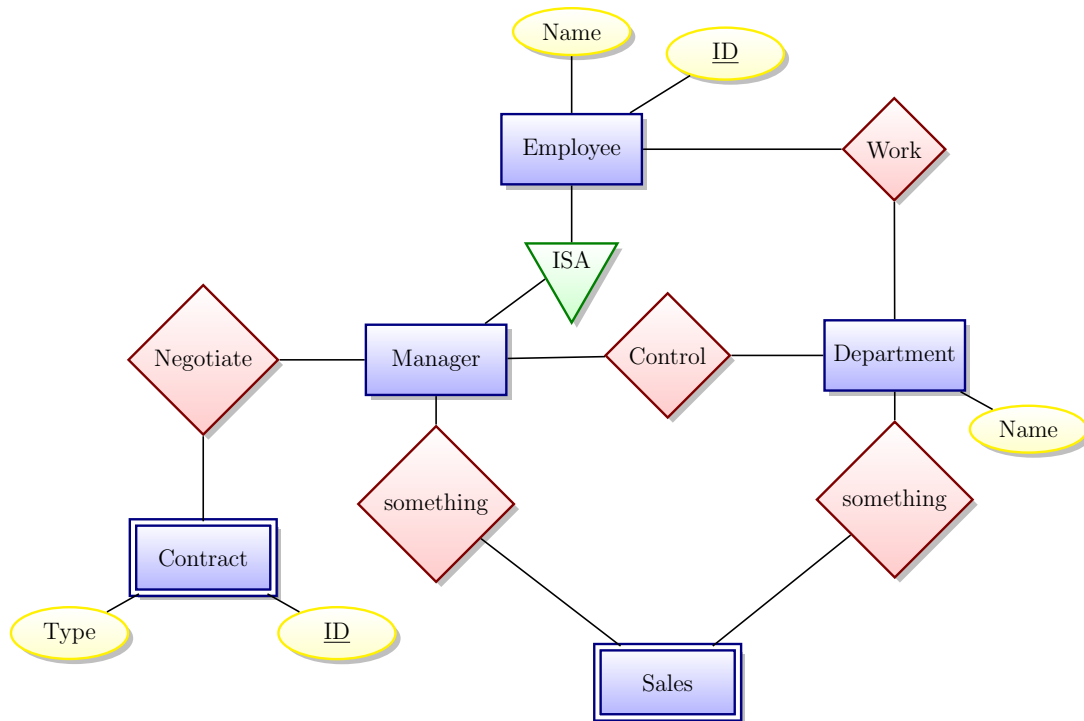 Name
ID
Employee
Work
ISA
Negotiate
Manager
Control
Department
Name
something
something
Contract
Type
ID
Sales